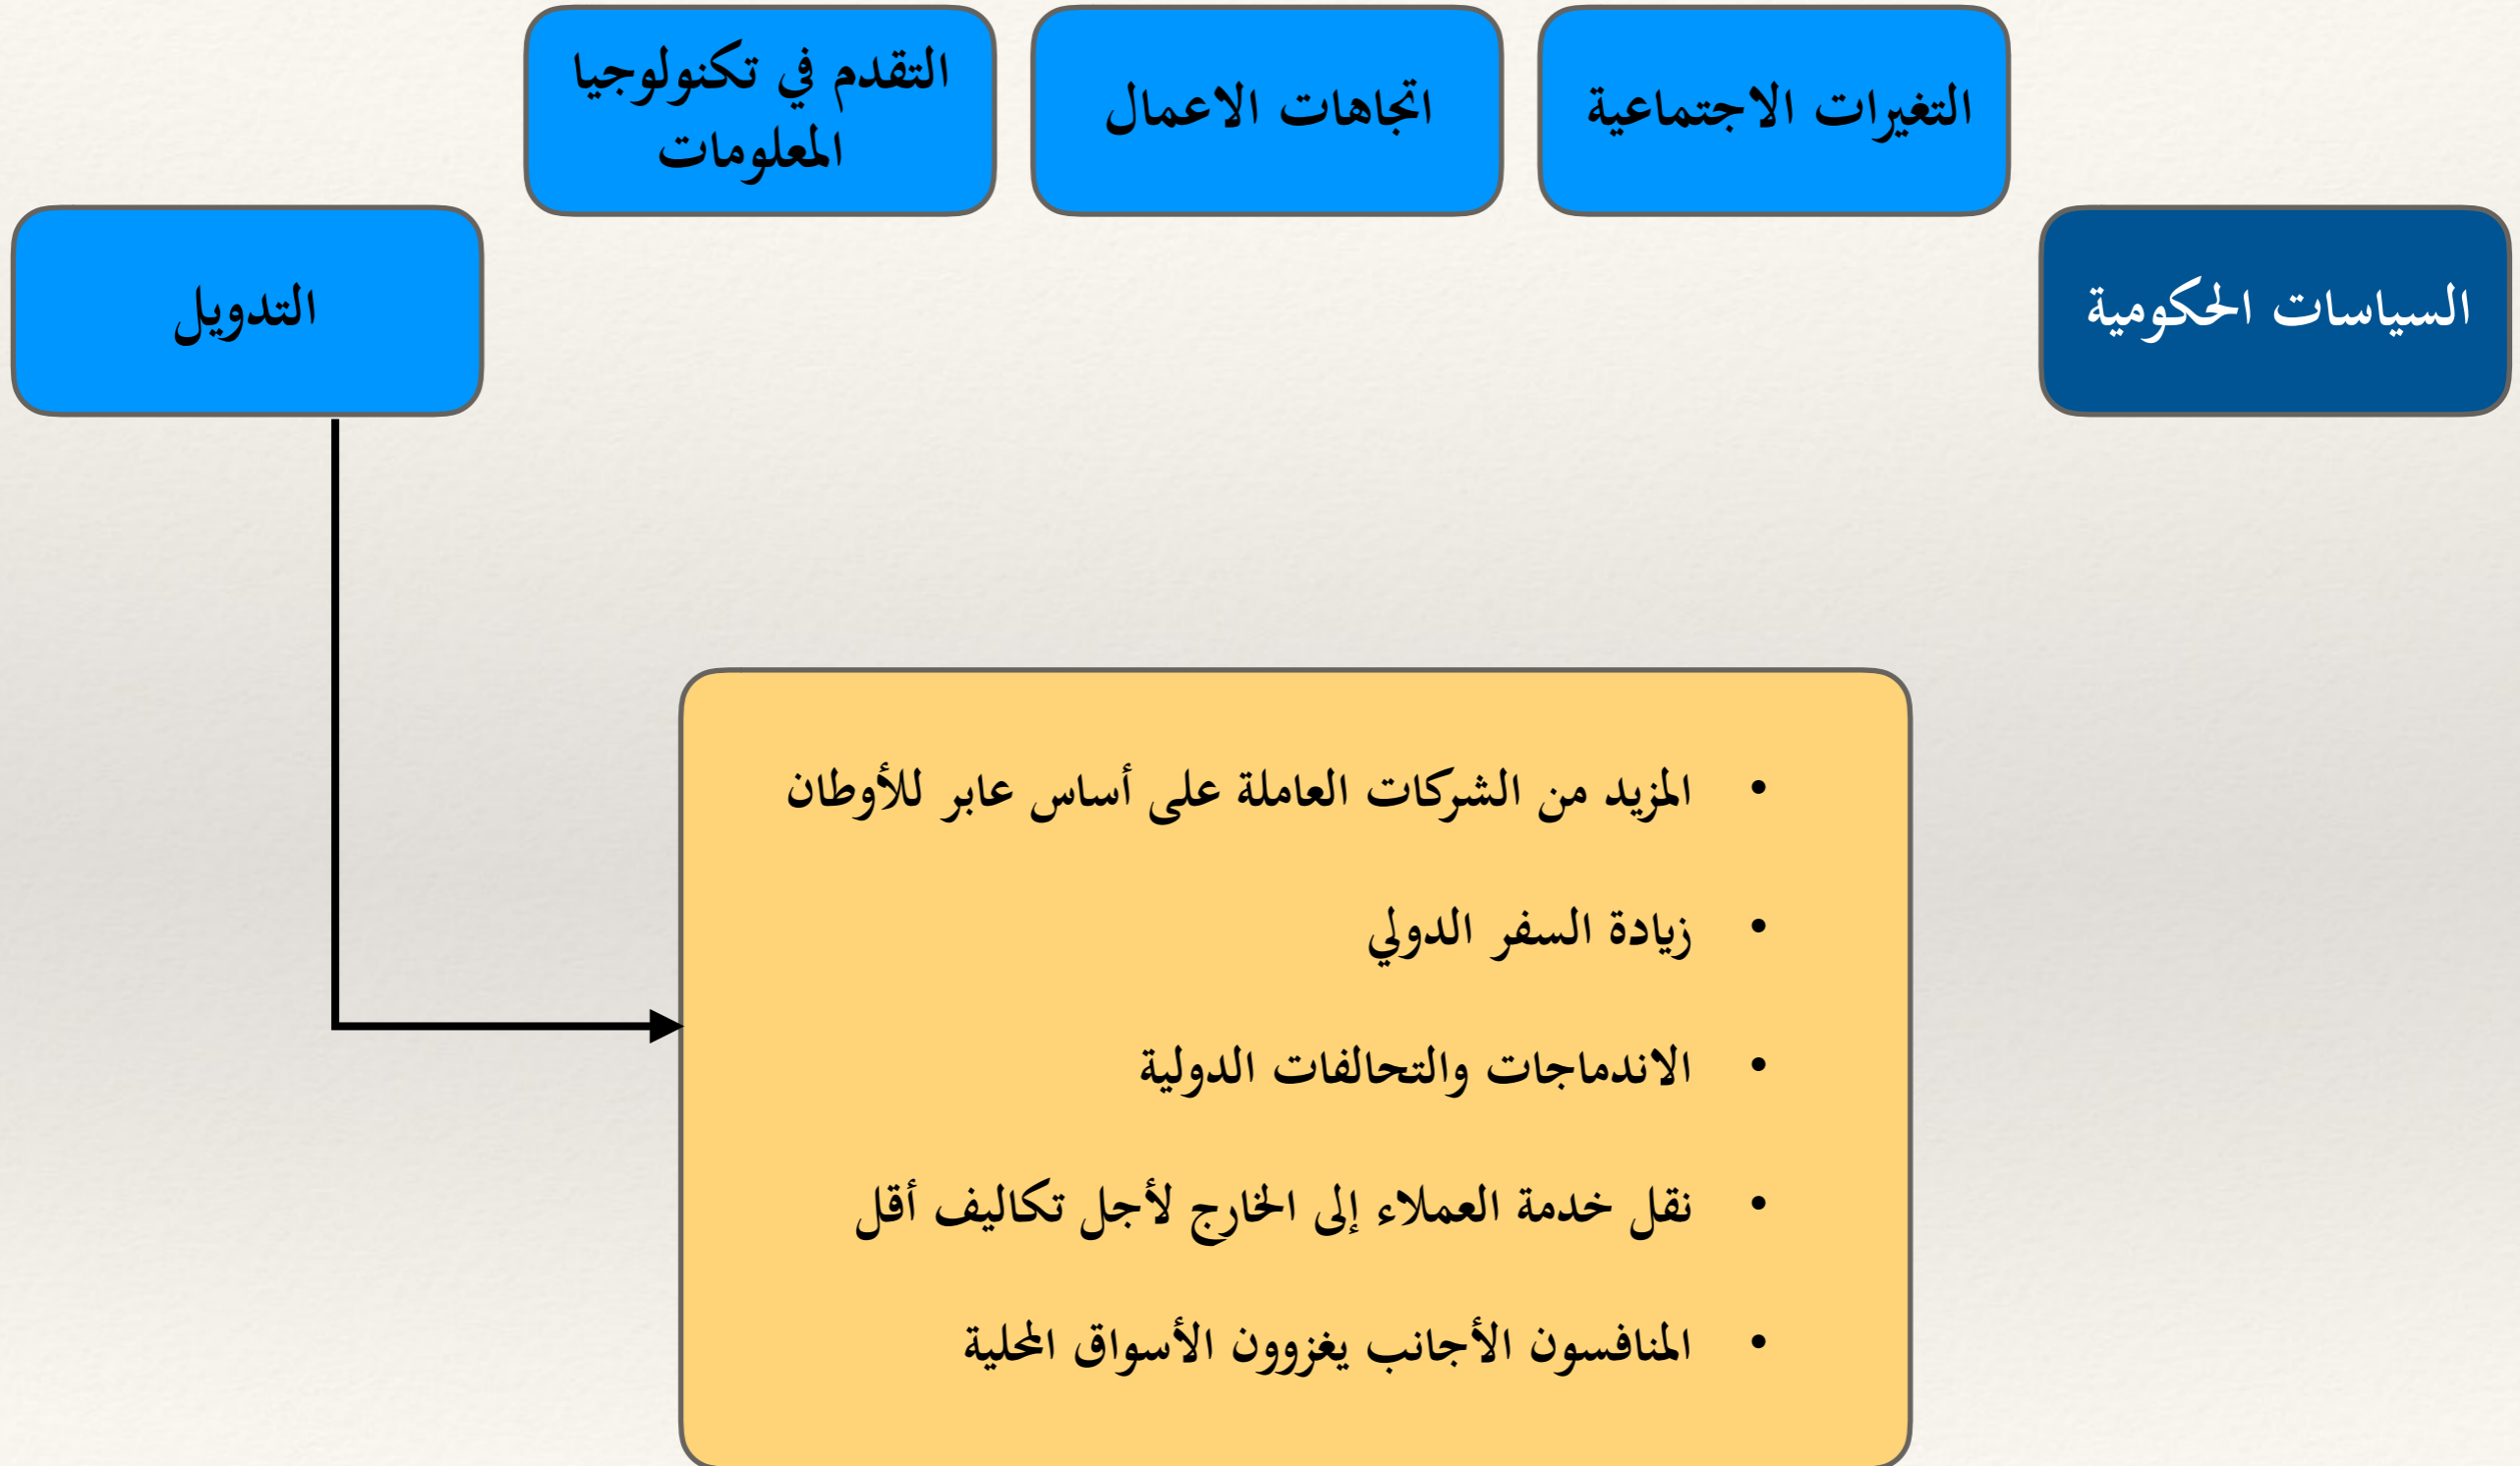 السياسات الحكومية
التغيرات الاجتماعية
اتجاهات الاعمال
التقدم في تكنولوجيا
المعلومات
التدويل
• المزيد من الشركات العاملة على أساس عابر للأوطان
• زيادة السفر الدولي
• الاندماجات والتحالفات الدولية
• نقل خدمة العملاء إلى الخارج لأجل تكاليف أقل
• المنافسون الأجانب يغزوون الأسواق المحلية